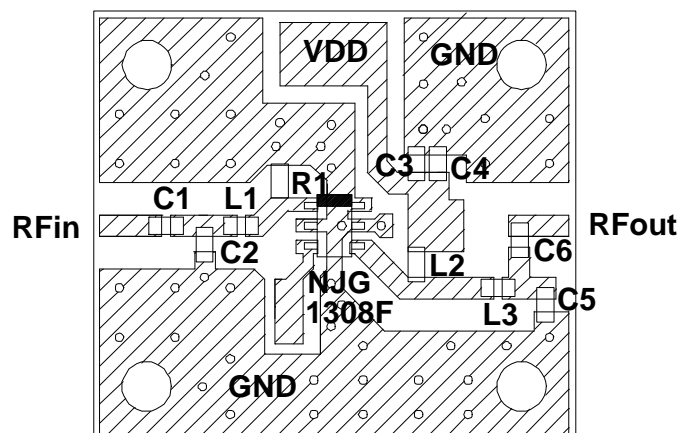 VDD
GND
C3
C4
R1
C1
L1
RFin
RFout
C2
C6
L2
NJG
1308F
L3
C5
GND